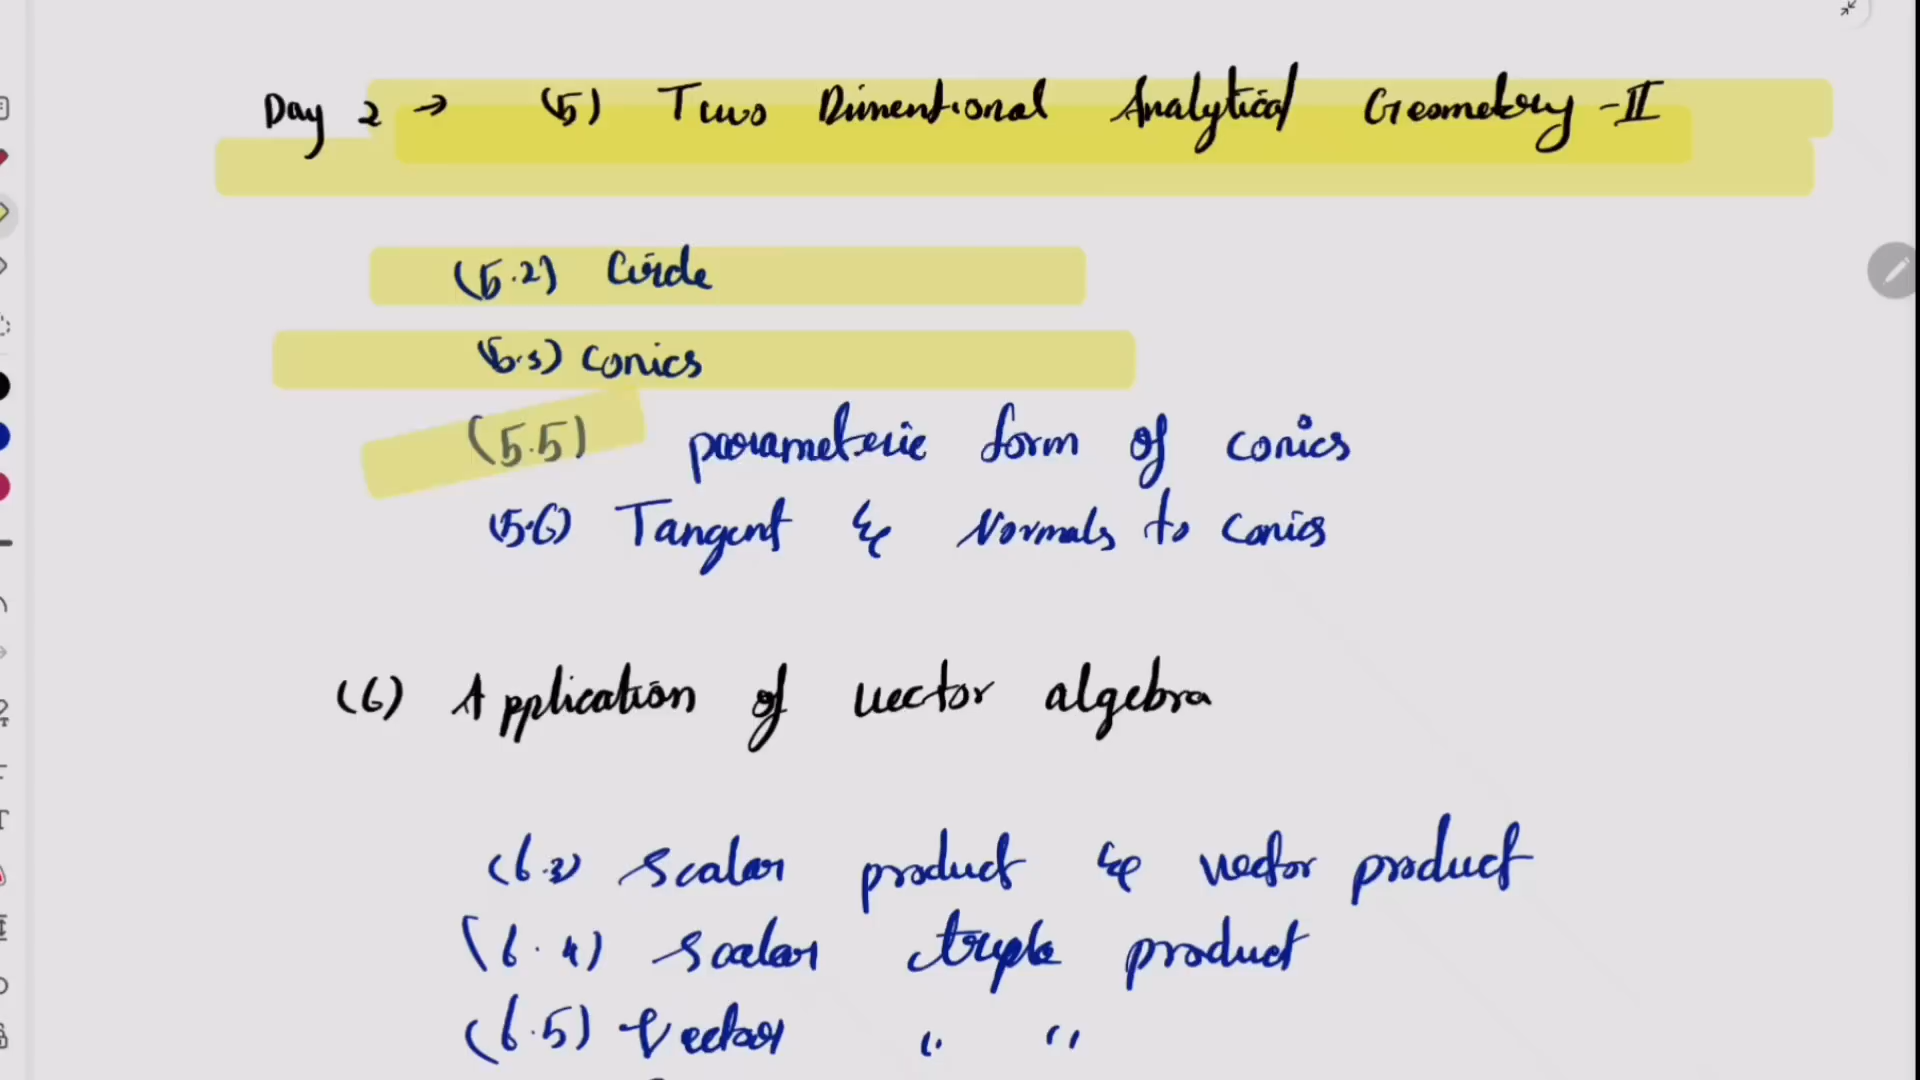 Day 2 → (5) Two Dimentional Analytical Geometry -II
(5.2) Circle
(5.3) Conics
(5.5) parameteric form of conics
(5.6) Tangent & Normals to Conics
(6) Application of vector algebra
(6.3) Scalar product & vector product
(6.4) Scalar triple product
(6.5) Vector " "